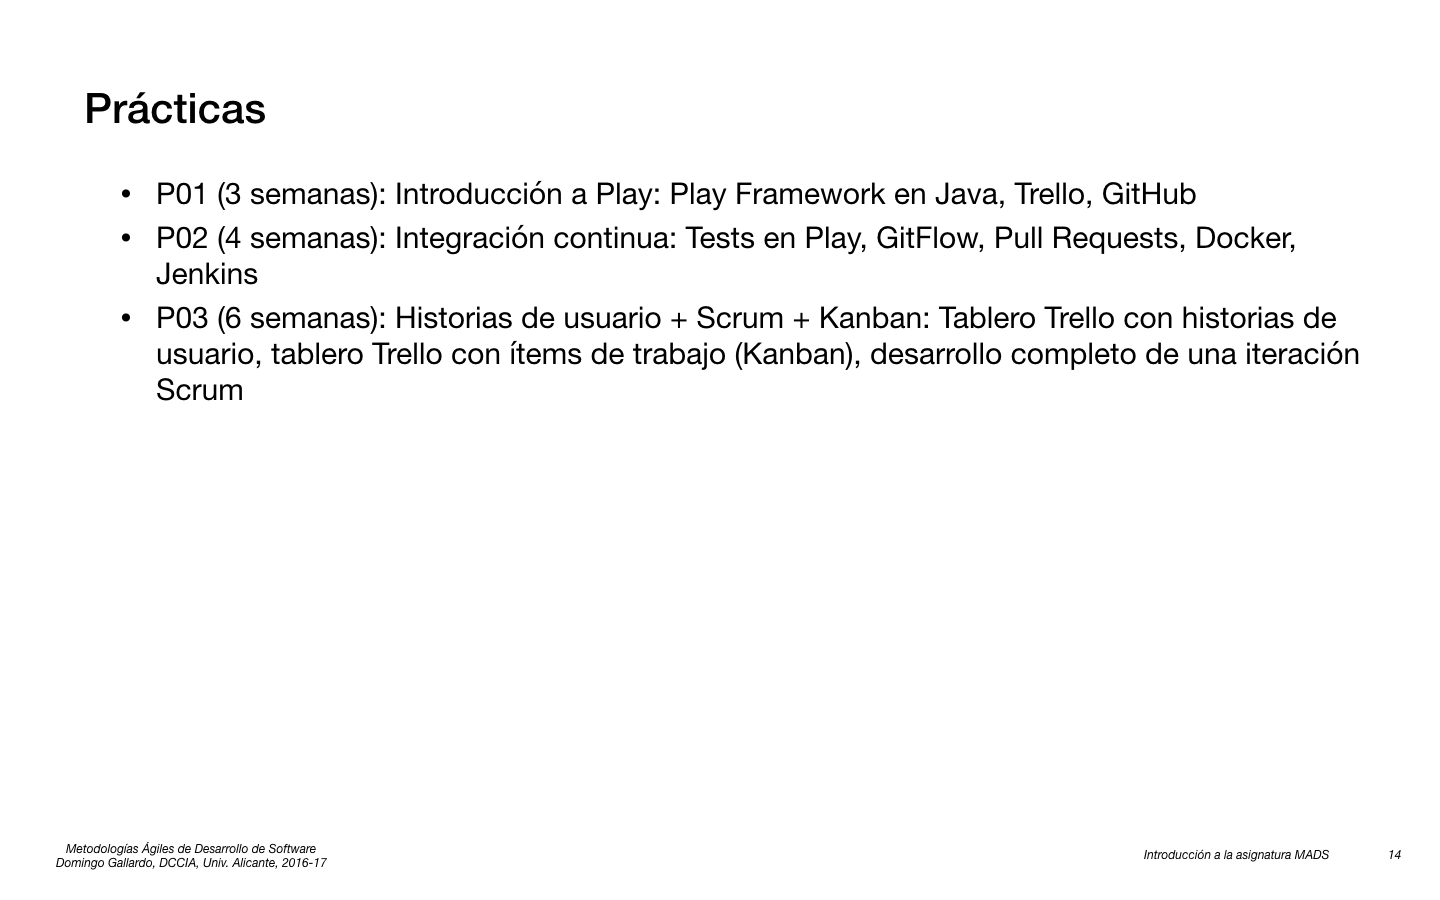 Prácticas
• P01 (3 semanas): Introducción a Play: Play Framework en Java, Trello, GitHub
• P02 (4 semanas): Integración continua: Tests en Play, GitFlow, Pull Requests, Docker,
Jenkins
• P03 (6 semanas): Historias de usuario + Scrum + Kanban: Tablero Trello con historias de
usuario, tablero Trello con ítems de trabajo (Kanban), desarrollo completo de una iteración
Scrum
Metodologías Ágiles de Desarrollo de Software
Domingo Gallardo, DCCIA, Univ. Alicante, 2016-17
Introducción a la asignatura MADS 14